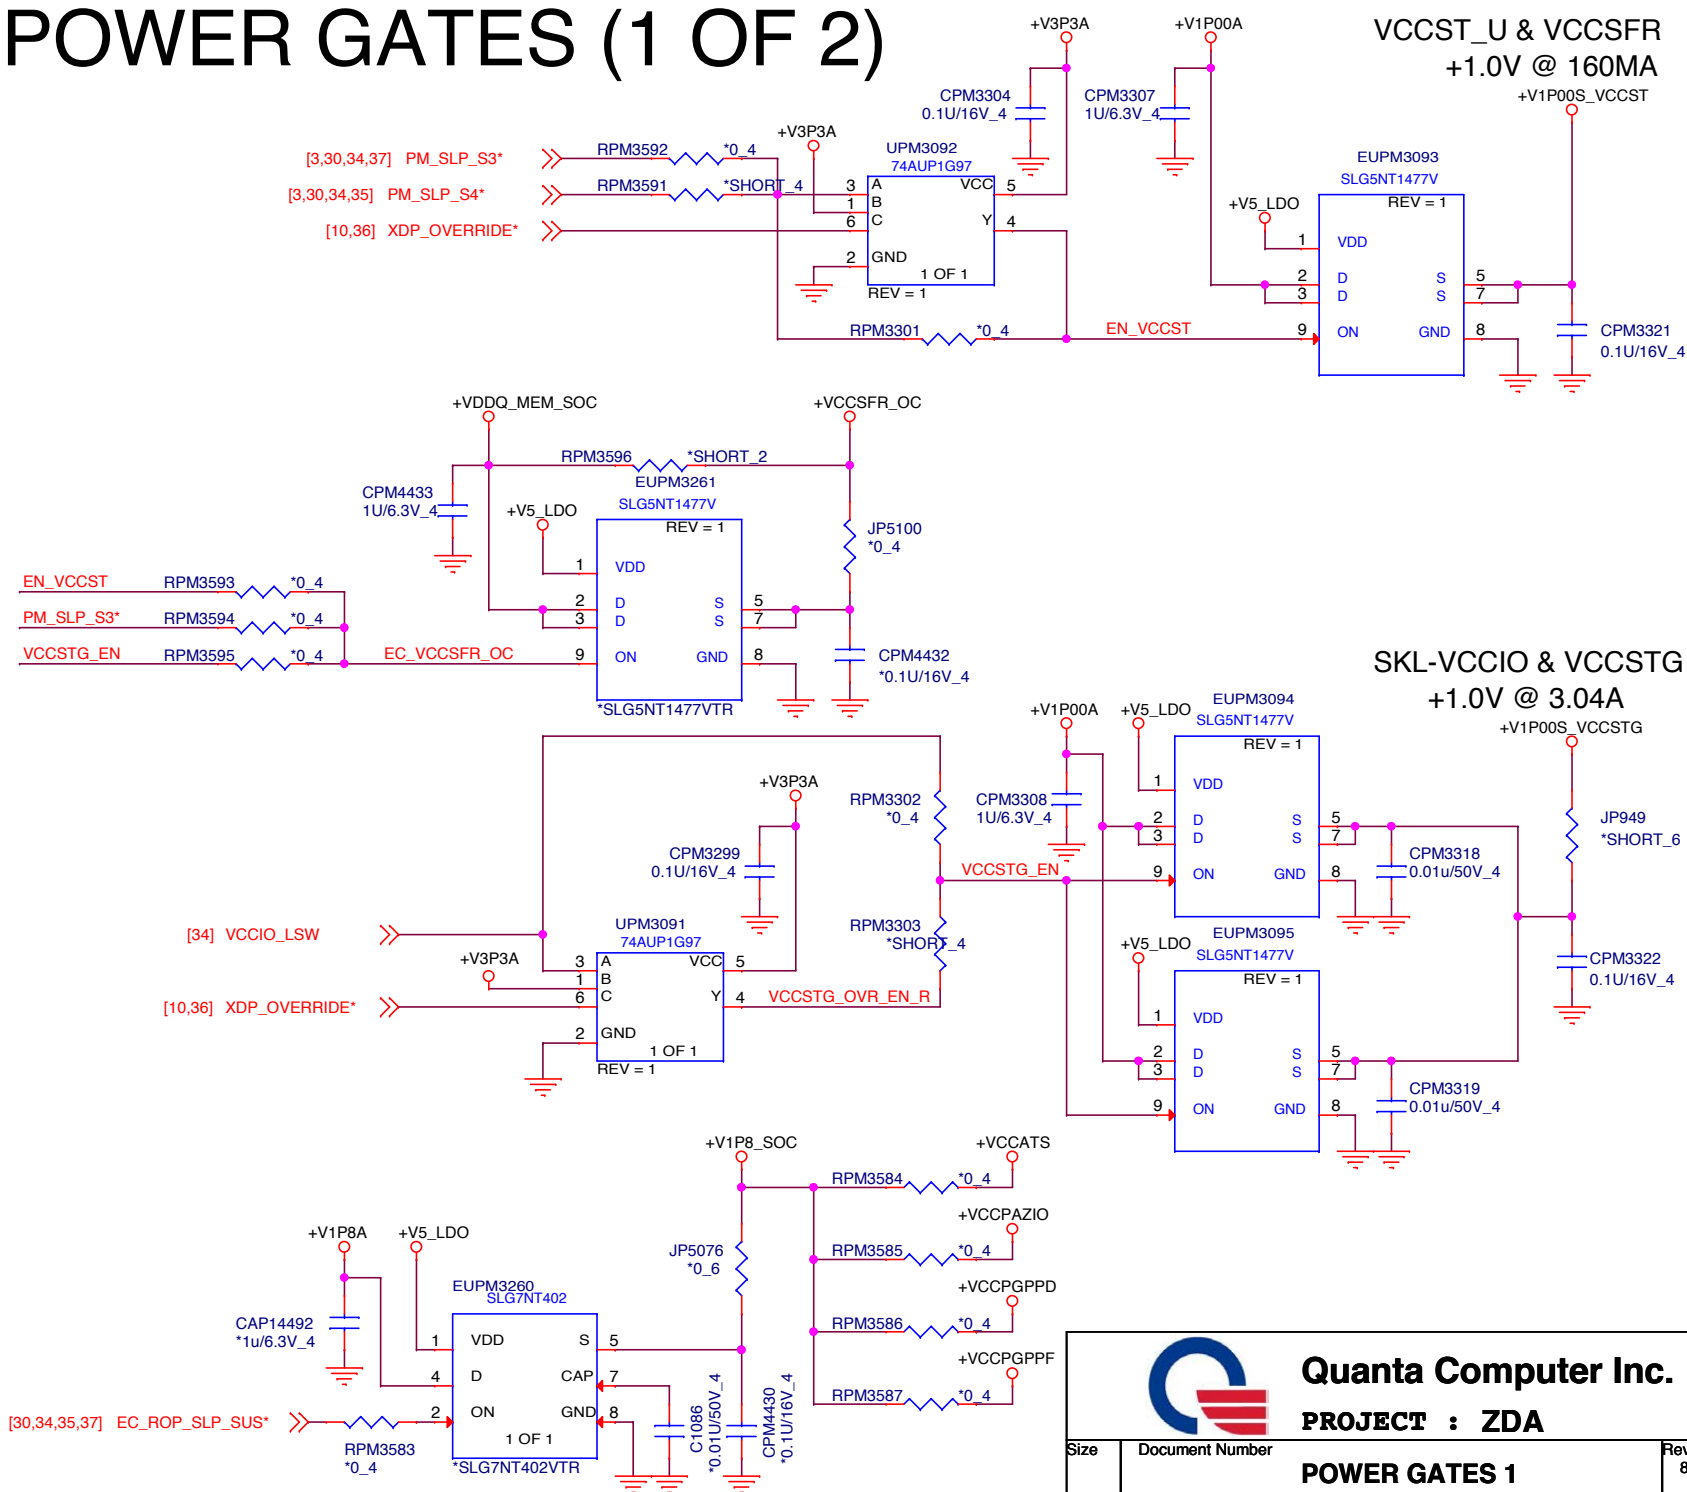 POWER GATES (1 OF 2)
+V3P3A
+V1P00A
VCCST_U & VCCSFR
+1.0V @ 160MA
+V1P00S_VCCST
CPM3304
0.1U/16V_4
CPM3307
1U/6.3V_4
+V3P3A
[3,30,34,37] PM_SLP_S3*
RPM3592
*0_4
[3,30,34,35] PM_SLP_S4*
RPM3591
*SHORT_4
[10,36] XDP_OVERRIDE*
UPM3092
74AUP1G97
3 A
1 B
6 C
2 GND
VCC 5
Y 4
1 OF 1
REV = 1
RPM3301
*0_4
EN_VCCST
EUPM3093
SLG5NT1477V
REV = 1
+V5_LDO
1 VDD
2 D
3 D
9 ON
S 5
S 7
GND 8
CPM3321
0.1U/16V_4
+VDDQ_MEM_SOC
+VCCSFR_OC
RPM3596
*SHORT_2
EUPM3261
SLG5NT1477V
REV = 1
CPM4433
1U/6.3V_4
+V5_LDO
JP5100
*0_4
1 VDD
2 D
3 D
9 ON
S 5
S 7
GND 8
*SLG5NT1477VTR
EN_VCCST
RPM3593
*0_4
PM_SLP_S3*
RPM3594
*0_4
VCCSTG_EN
RPM3595
*0_4
EC_VCCSFR_OC
CPM4432
*0.1U/16V_4
SKL-VCCIO & VCCSTG
+1.0V @ 3.04A
+V1P00S_VCCSTG
+V1P00A
+V5_LDO
EUPM3094
SLG5NT1477V
REV = 1
1 VDD
2 D
3 D
9 ON
S 5
S 7
GND 8
+V3P3A
RPM3302
*0_4
CPM3308
1U/6.3V_4
JP949
*SHORT_6
CPM3299
0.1U/16V_4
VCCSTG_EN
CPM3318
0.01u/50V_4
[34] VCCIO_LSW
UPM3091
74AUP1G97
RPM3303
*SHORT_4
+V3P3A
3 A
1 B
6 C
2 GND
VCC 5
Y 4
1 OF 1
REV = 1
[10,36] XDP_OVERRIDE*
VCCSTG_OVR_EN_R
+V5_LDO
EUPM3095
SLG5NT1477V
REV = 1
1 VDD
2 D
3 D
9 ON
S 5
S 7
GND 8
CPM3322
0.1U/16V_4
CPM3319
0.01u/50V_4
+V1P8_SOC
+VCCATS
RPM3584
*0_4
+VCCPAZIO
RPM3585
*0_4
+VCCPGPPD
RPM3586
*0_4
+VCCPGPPF
RPM3587
*0_4
+V1P8A
+V5_LDO
JP5076
*0_6
EUPM3260
SLG7NT402
CAP14492
*1u/6.3V_4
1 VDD
4 D
2 ON
S 5
CAP 7
GND 8
1 OF 1
*SLG7NT402VTR
[30,34,35,37] EC_ROP_SLP_SUS*
RPM3583
*0_4
C1086
*0.01U/50V_4
CPM4430
*0.1U/16V_4
Quanta Computer Inc.
PROJECT : ZDA
Size
Document Number
Rev
8
POWER GATES 1